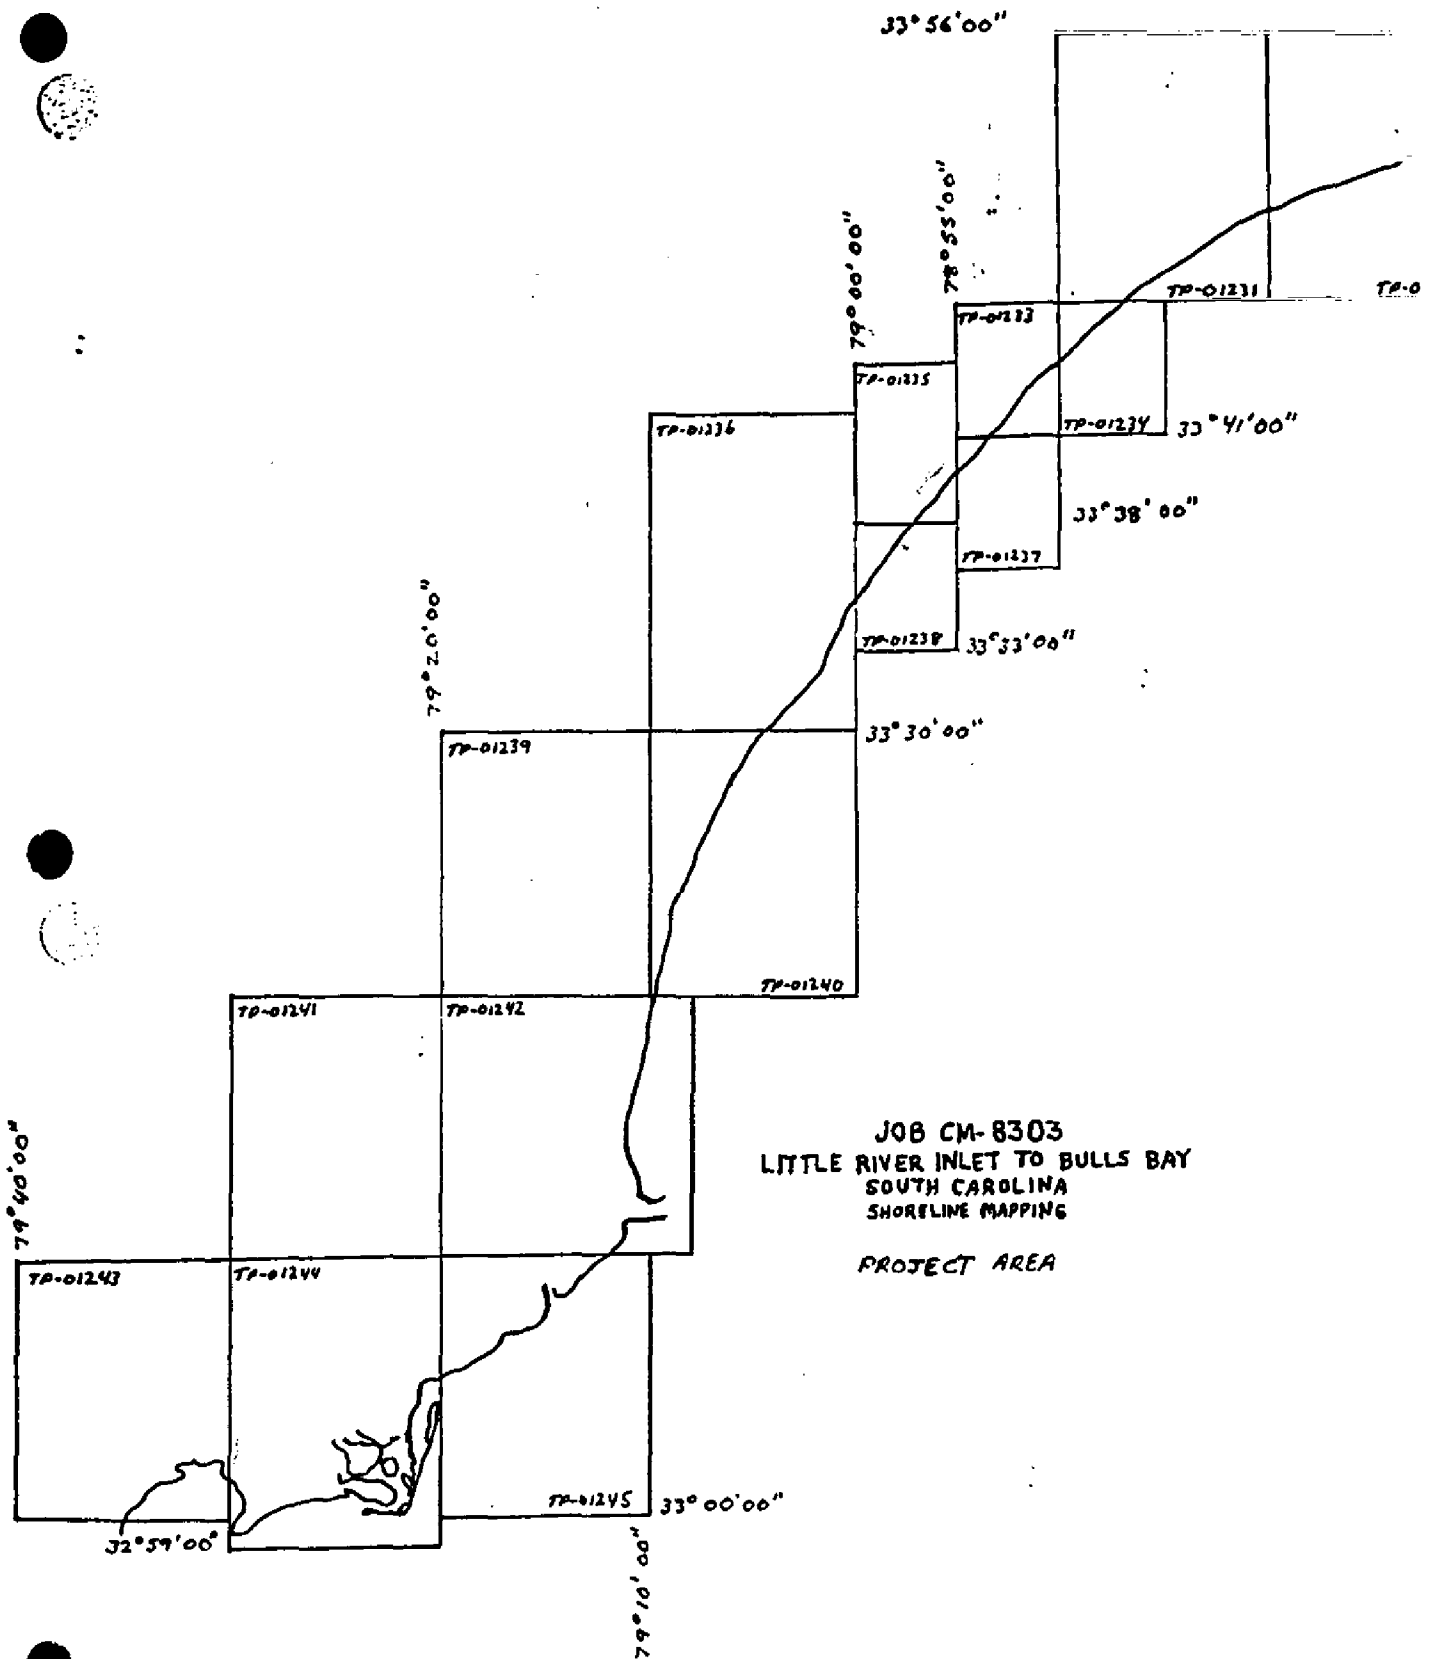 33° 56' 00"
78° 55' 00"
79° 00' 00"
TP-01231
TP-0
TP-01233
TP-01235
TP-01236
TP-01234
33° 41' 00"
33° 38' 00"
TP-01237
79° 20' 00"
TP-01238
33° 33' 00"
33° 30' 00"
TP-01239
TP-01240
TP-01241
TP-01242
JOB CM-8303
LITTLE RIVER INLET TO BULLS BAY
SOUTH CAROLINA
SHORELINE MAPPING
PROJECT AREA
79° 40' 00"
TP-01243
TP-01244
TP-01245
33° 00' 00"
32° 59' 00"
79° 10' 00"